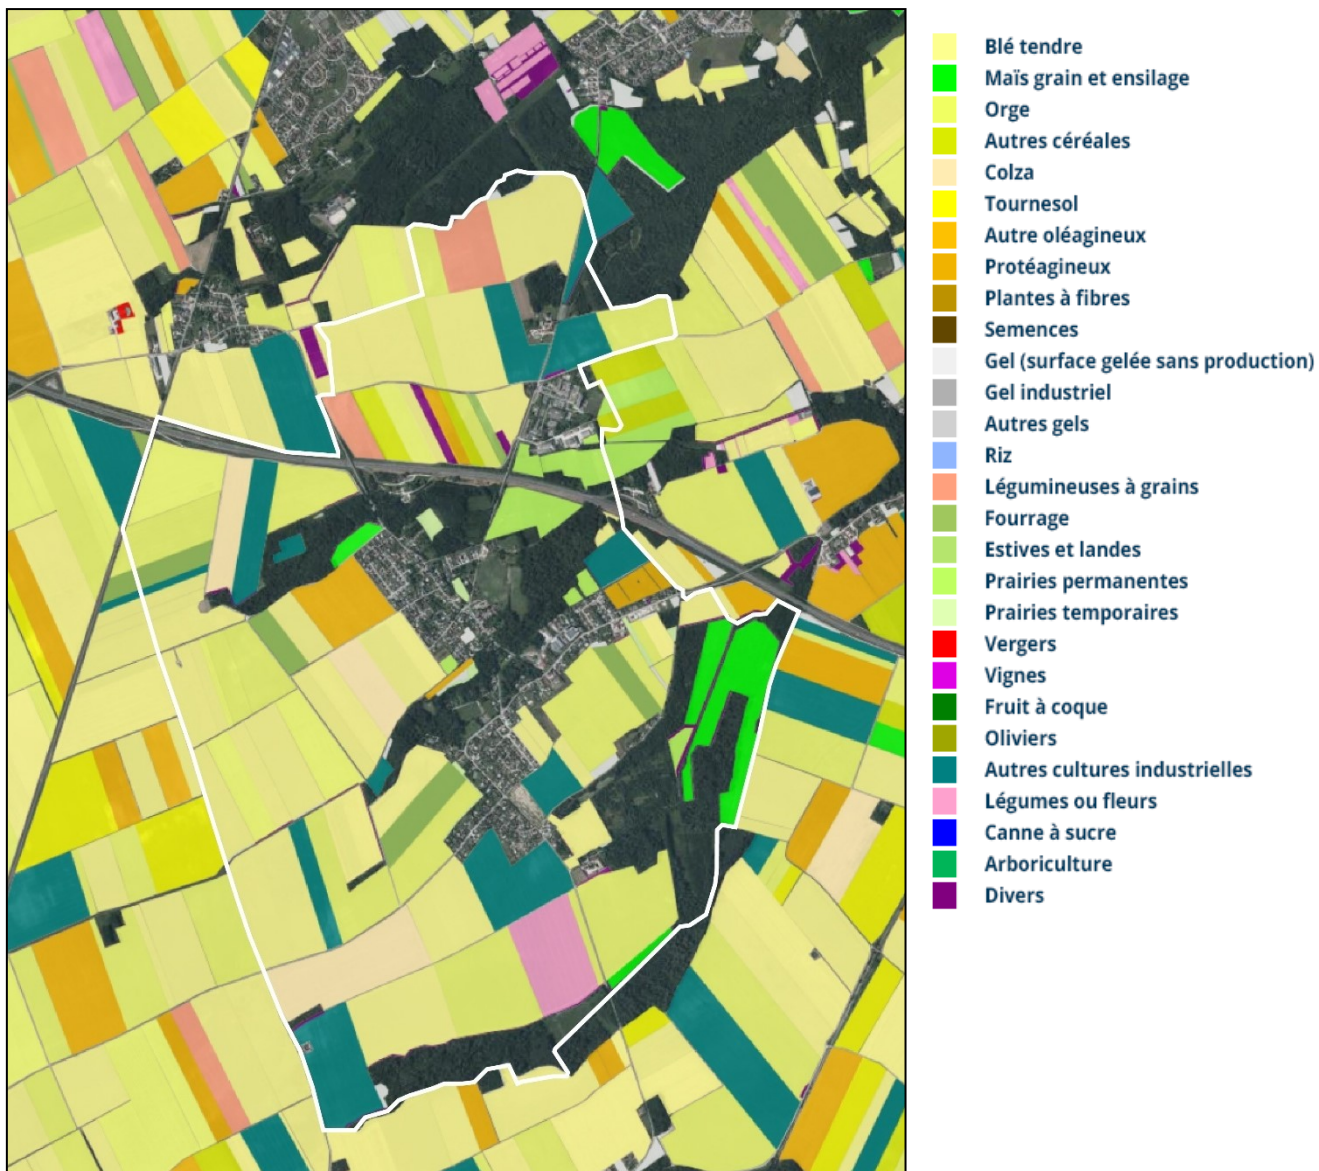 Blé tendre
Maïs grain et ensilage
Orge
Autres céréales
Colza
Tournesol
Autre oléagineux
Protéagineux
Plantes à fibres
Semences
Gel (surface gelée sans production)
Gel industriel
Autres gels
Riz
Légumineuses à grains
Fourrage
Estives et landes
Prairies permanentes
Prairies temporaires
Vergers
Vignes
Fruit à coque
Oliviers
Autres cultures industrielles
Légumes ou fleurs
Canne à sucre
Arboriculture
Divers